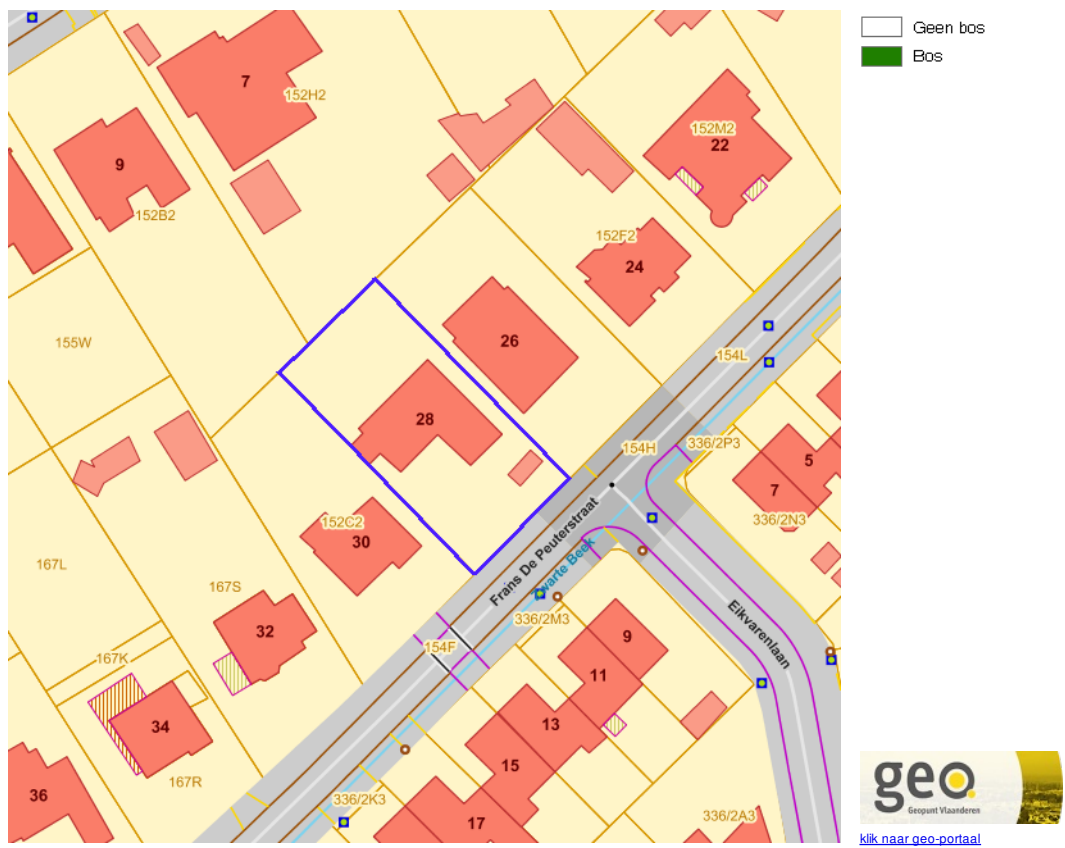 Geen bos
Bos
7
152H2
9
152B2
152M2
22
152F2
24
155W
26
28
154L
154H
336/2P3
5
7
336/2N3
152C2
30
167L
167S
32
Frans De Peuterstraat
Zwarte Beek
336/2M3
Eikvarenlaan
154F
167K
34
167R
36
9
11
13
15
17
336/2K3
336/2A3
geo
Geopunt Vlaanderen
klik naar geo-portaal